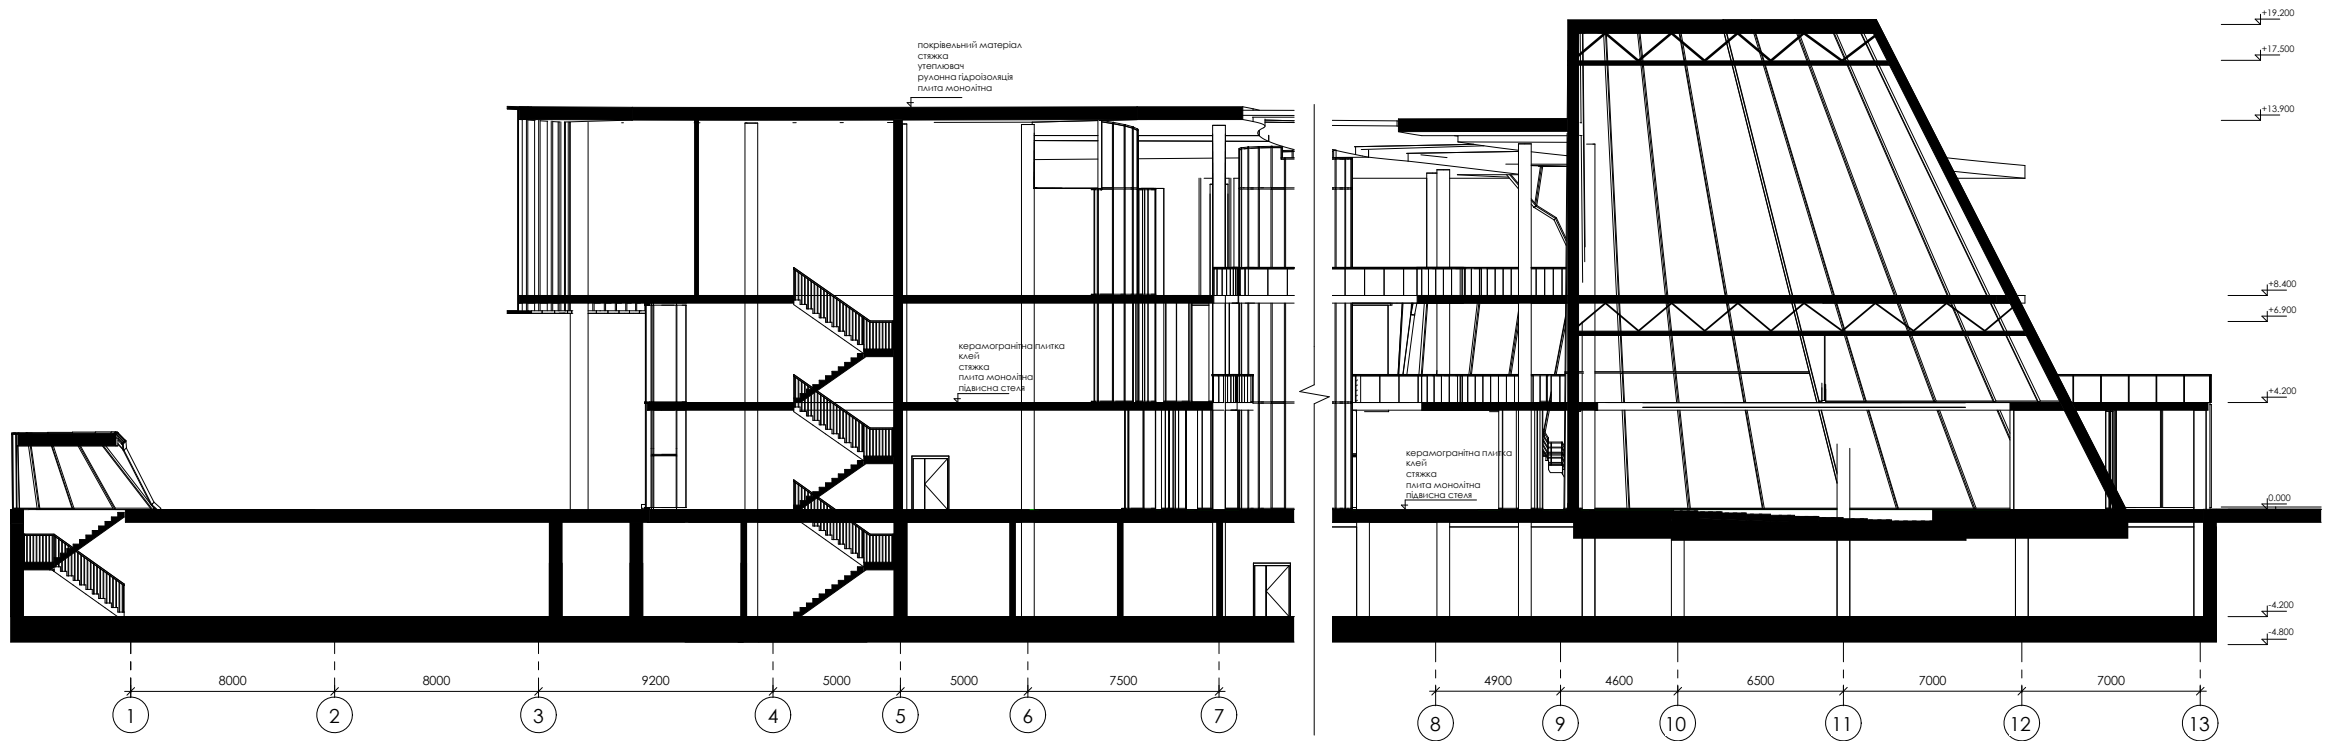 +19.200
+17.500
+13.900
+8.400
+6.900
+4.200
0.000
-4.200
-4.800
покрівельний матеріал
стяжка
утеплювач
рулонна гідроізоляція
плита монолітна
керамогранітна плитка
клей
стяжка
плита монолітна
підвисна стеля
керамогранітна плитка
клей
стяжка
плита монолітна
підвисна стеля
8000 8000 9200 5000 5000 7500 4900 4600 6500 7000 7000
1 2 3 4 5 6 7 8 9 10 11 12 13